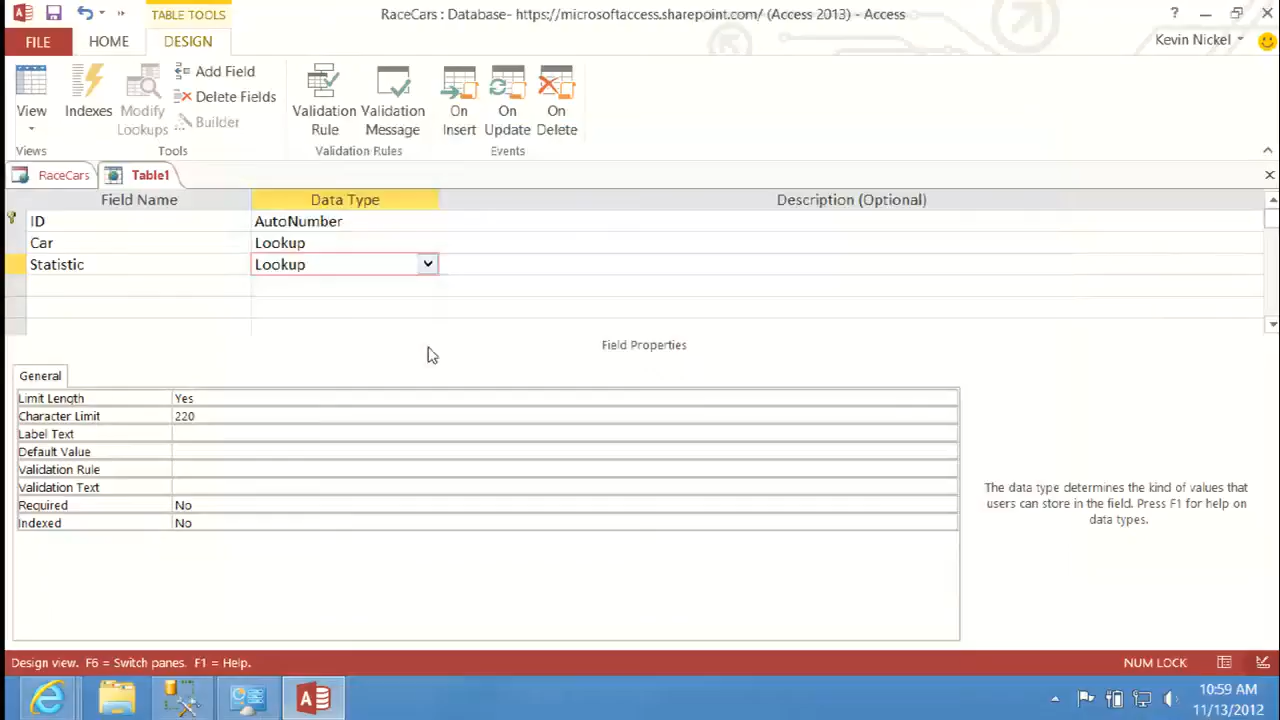 TABLE TOOLS
RaceCars : Database- https://microsoftaccess.sharepoint.com/ (Access 2013) - Access
?
FILE
HOME
DESIGN
Kevin Nickel
View
Indexes
Modify Lookups
Add Field
Delete Fields
Builder
Validation Rule
Validation Message
On Insert
On Update
On Delete
Views
Tools
Validation Rules
Events
RaceCars
Table1
Field Name
Data Type
Description (Optional)
ID
AutoNumber
Car
Lookup
Statistic
Lookup
Field Properties
General
Limit Length
Yes
Character Limit
220
Label Text
Default Value
Validation Rule
Validation Text
Required
No
Indexed
No
The data type determines the kind of values that
users can store in the field. Press F1 for help on
data types.
Design view. F6 = Switch panes. F1 = Help.
NUM LOCK
10:59 AM
11/13/2012